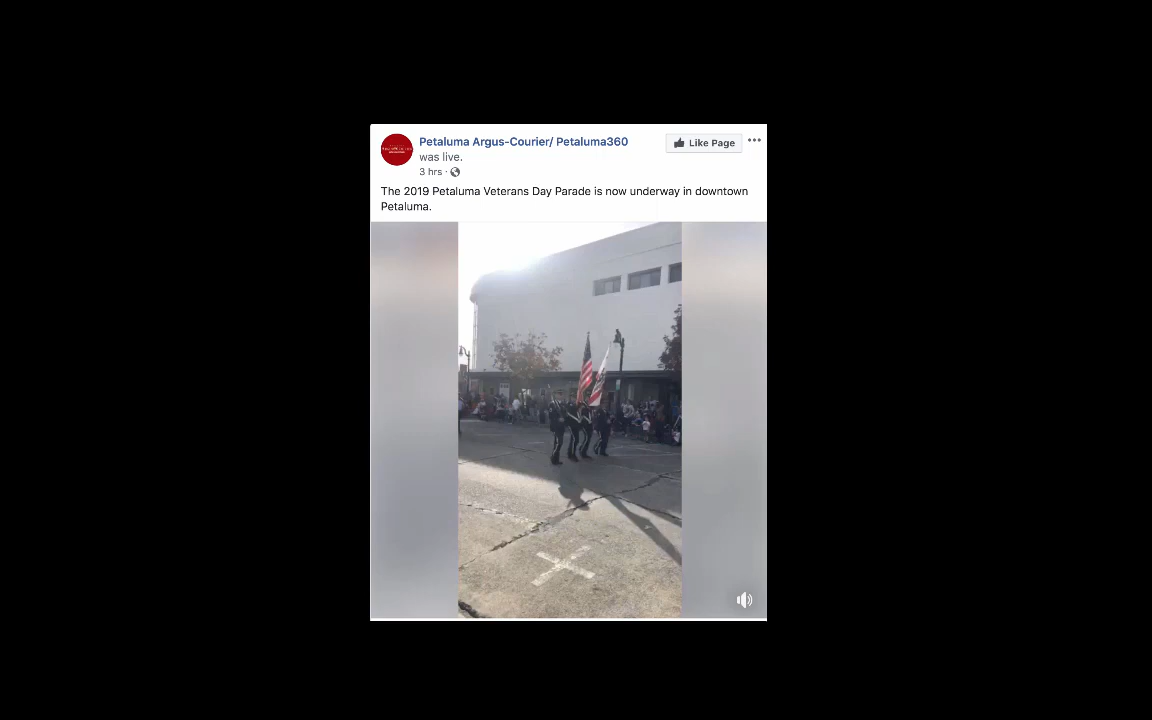 Petaluma Argus-Courier/ Petaluma360
was live.
Like Page
3 hrs ·
The 2019 Petaluma Veterans Day Parade is now underway in downtown
Petaluma.